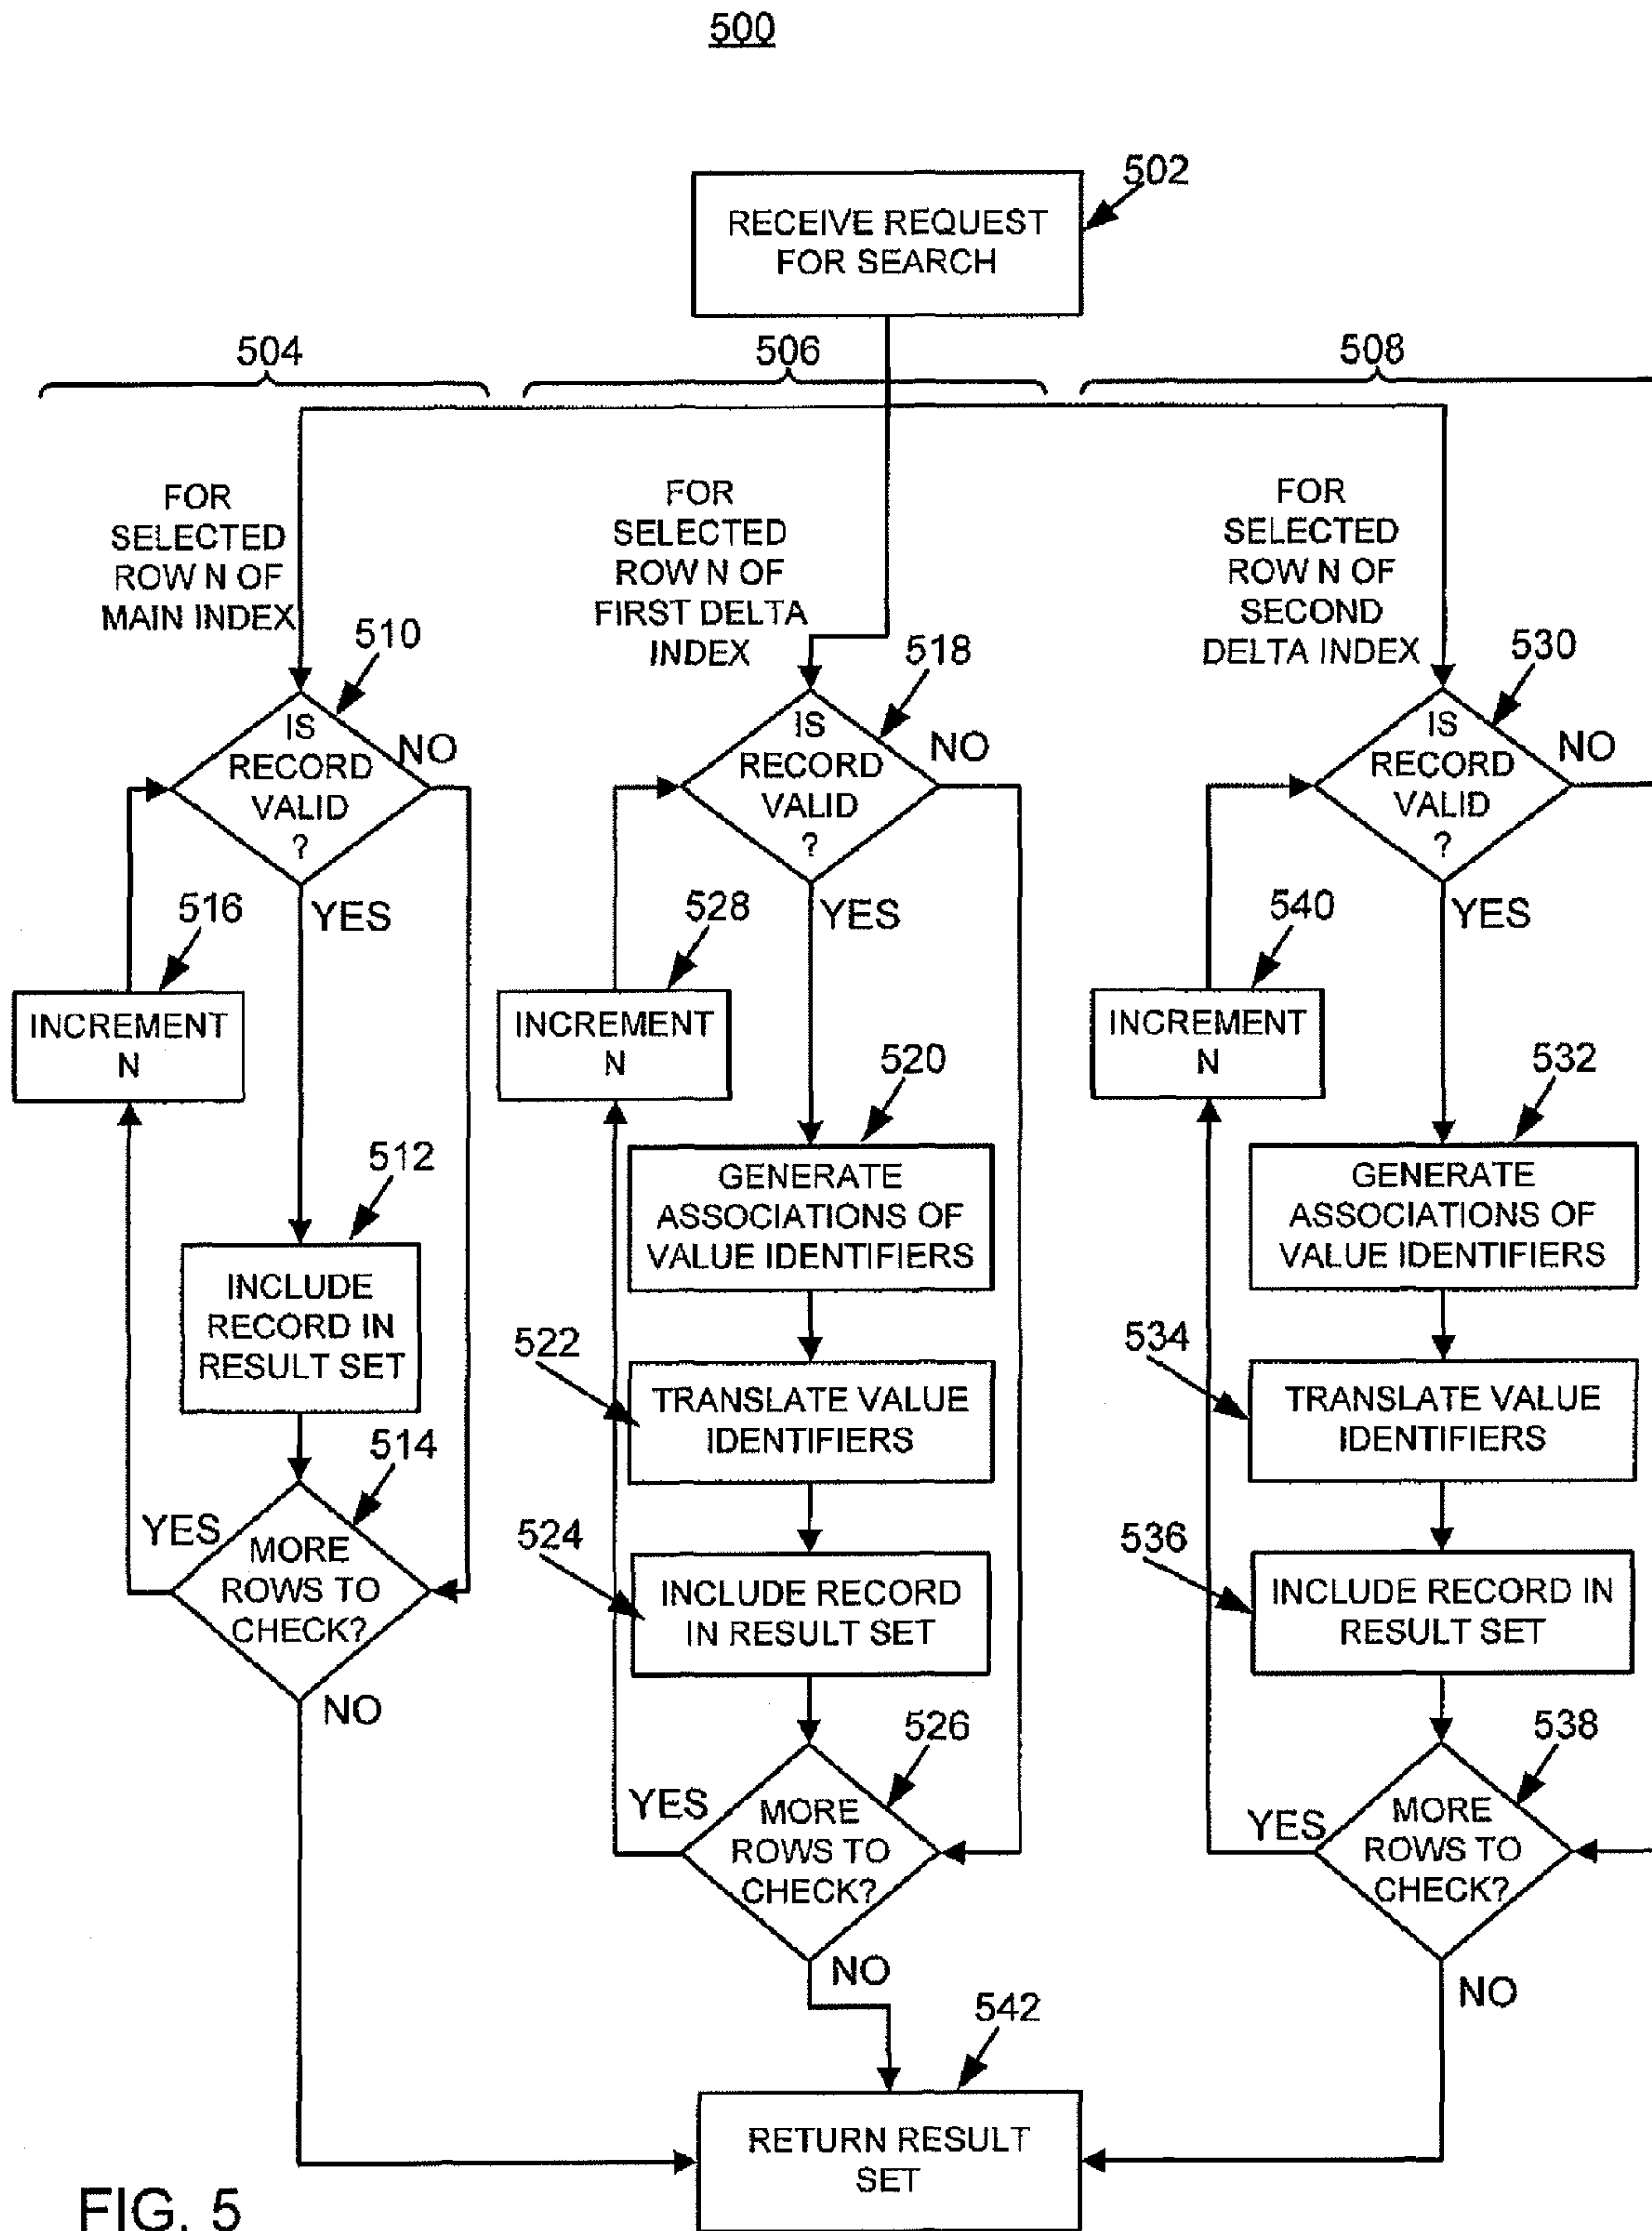 500
502
RECEIVE REQUEST
FOR SEARCH
504
506
508
FOR
SELECTED
ROW N OF
MAIN INDEX
FOR
SELECTED
ROW N OF
FIRST DELTA
INDEX
FOR
SELECTED
ROW N OF
SECOND
DELTA INDEX
510
IS
RECORD
VALID
?
NO
YES
518
IS
RECORD
VALID
?
NO
YES
530
IS
RECORD
VALID
?
NO
YES
516
INCREMENT
N
528
INCREMENT
N
540
INCREMENT
N
512
INCLUDE
RECORD IN
RESULT SET
520
GENERATE
ASSOCIATIONS OF
VALUE IDENTIFIERS
532
GENERATE
ASSOCIATIONS OF
VALUE IDENTIFIERS
522
TRANSLATE VALUE
IDENTIFIERS
534
TRANSLATE VALUE
IDENTIFIERS
514
YES
MORE
ROWS TO
CHECK?
NO
524
INCLUDE RECORD
IN RESULT SET
536
INCLUDE RECORD IN
RESULT SET
526
YES
MORE
ROWS TO
CHECK?
NO
538
YES
MORE
ROWS TO
CHECK?
NO
542
RETURN RESULT
SET
FIG. 5